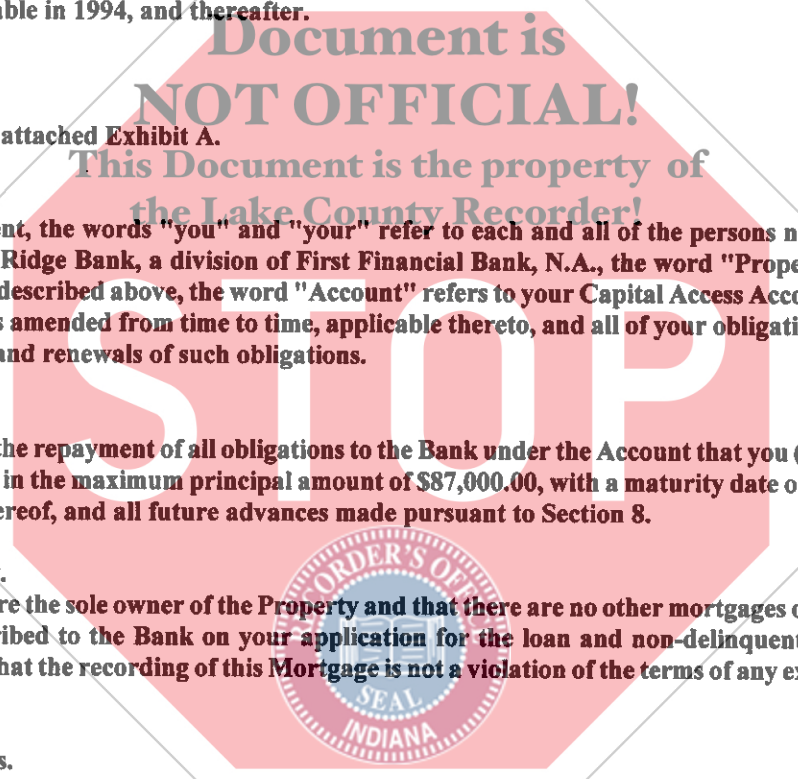 able in 1994, and thereafter.
Document is
NOT OFFICIAL!
attached Exhibit A.
This Document is the property of
the Lake County Recorder!
ent, the words "you" and "your" refer to each and all of the persons n
Ridge Bank, a division of First Financial Bank, N.A., the word "Prope
described above, the word "Account" refers to your Capital Access Acco
s amended from time to time, applicable thereto, and all of your obligati
and renewals of such obligations.
STOP
the repayment of all obligations to the Bank under the Account that you (
in the maximum principal amount of $87,000.00, with a maturity date o
ereof, and all future advances made pursuant to Section 8.
RECORDER'S OFFICE
re the sole owner of the Property and that there are no other mortgages o
ribed to the Bank on your application for the loan and non-delinquent
hat the recording of this Mortgage is not a violation of the terms of any ex
SEAL
INDIANA
s.